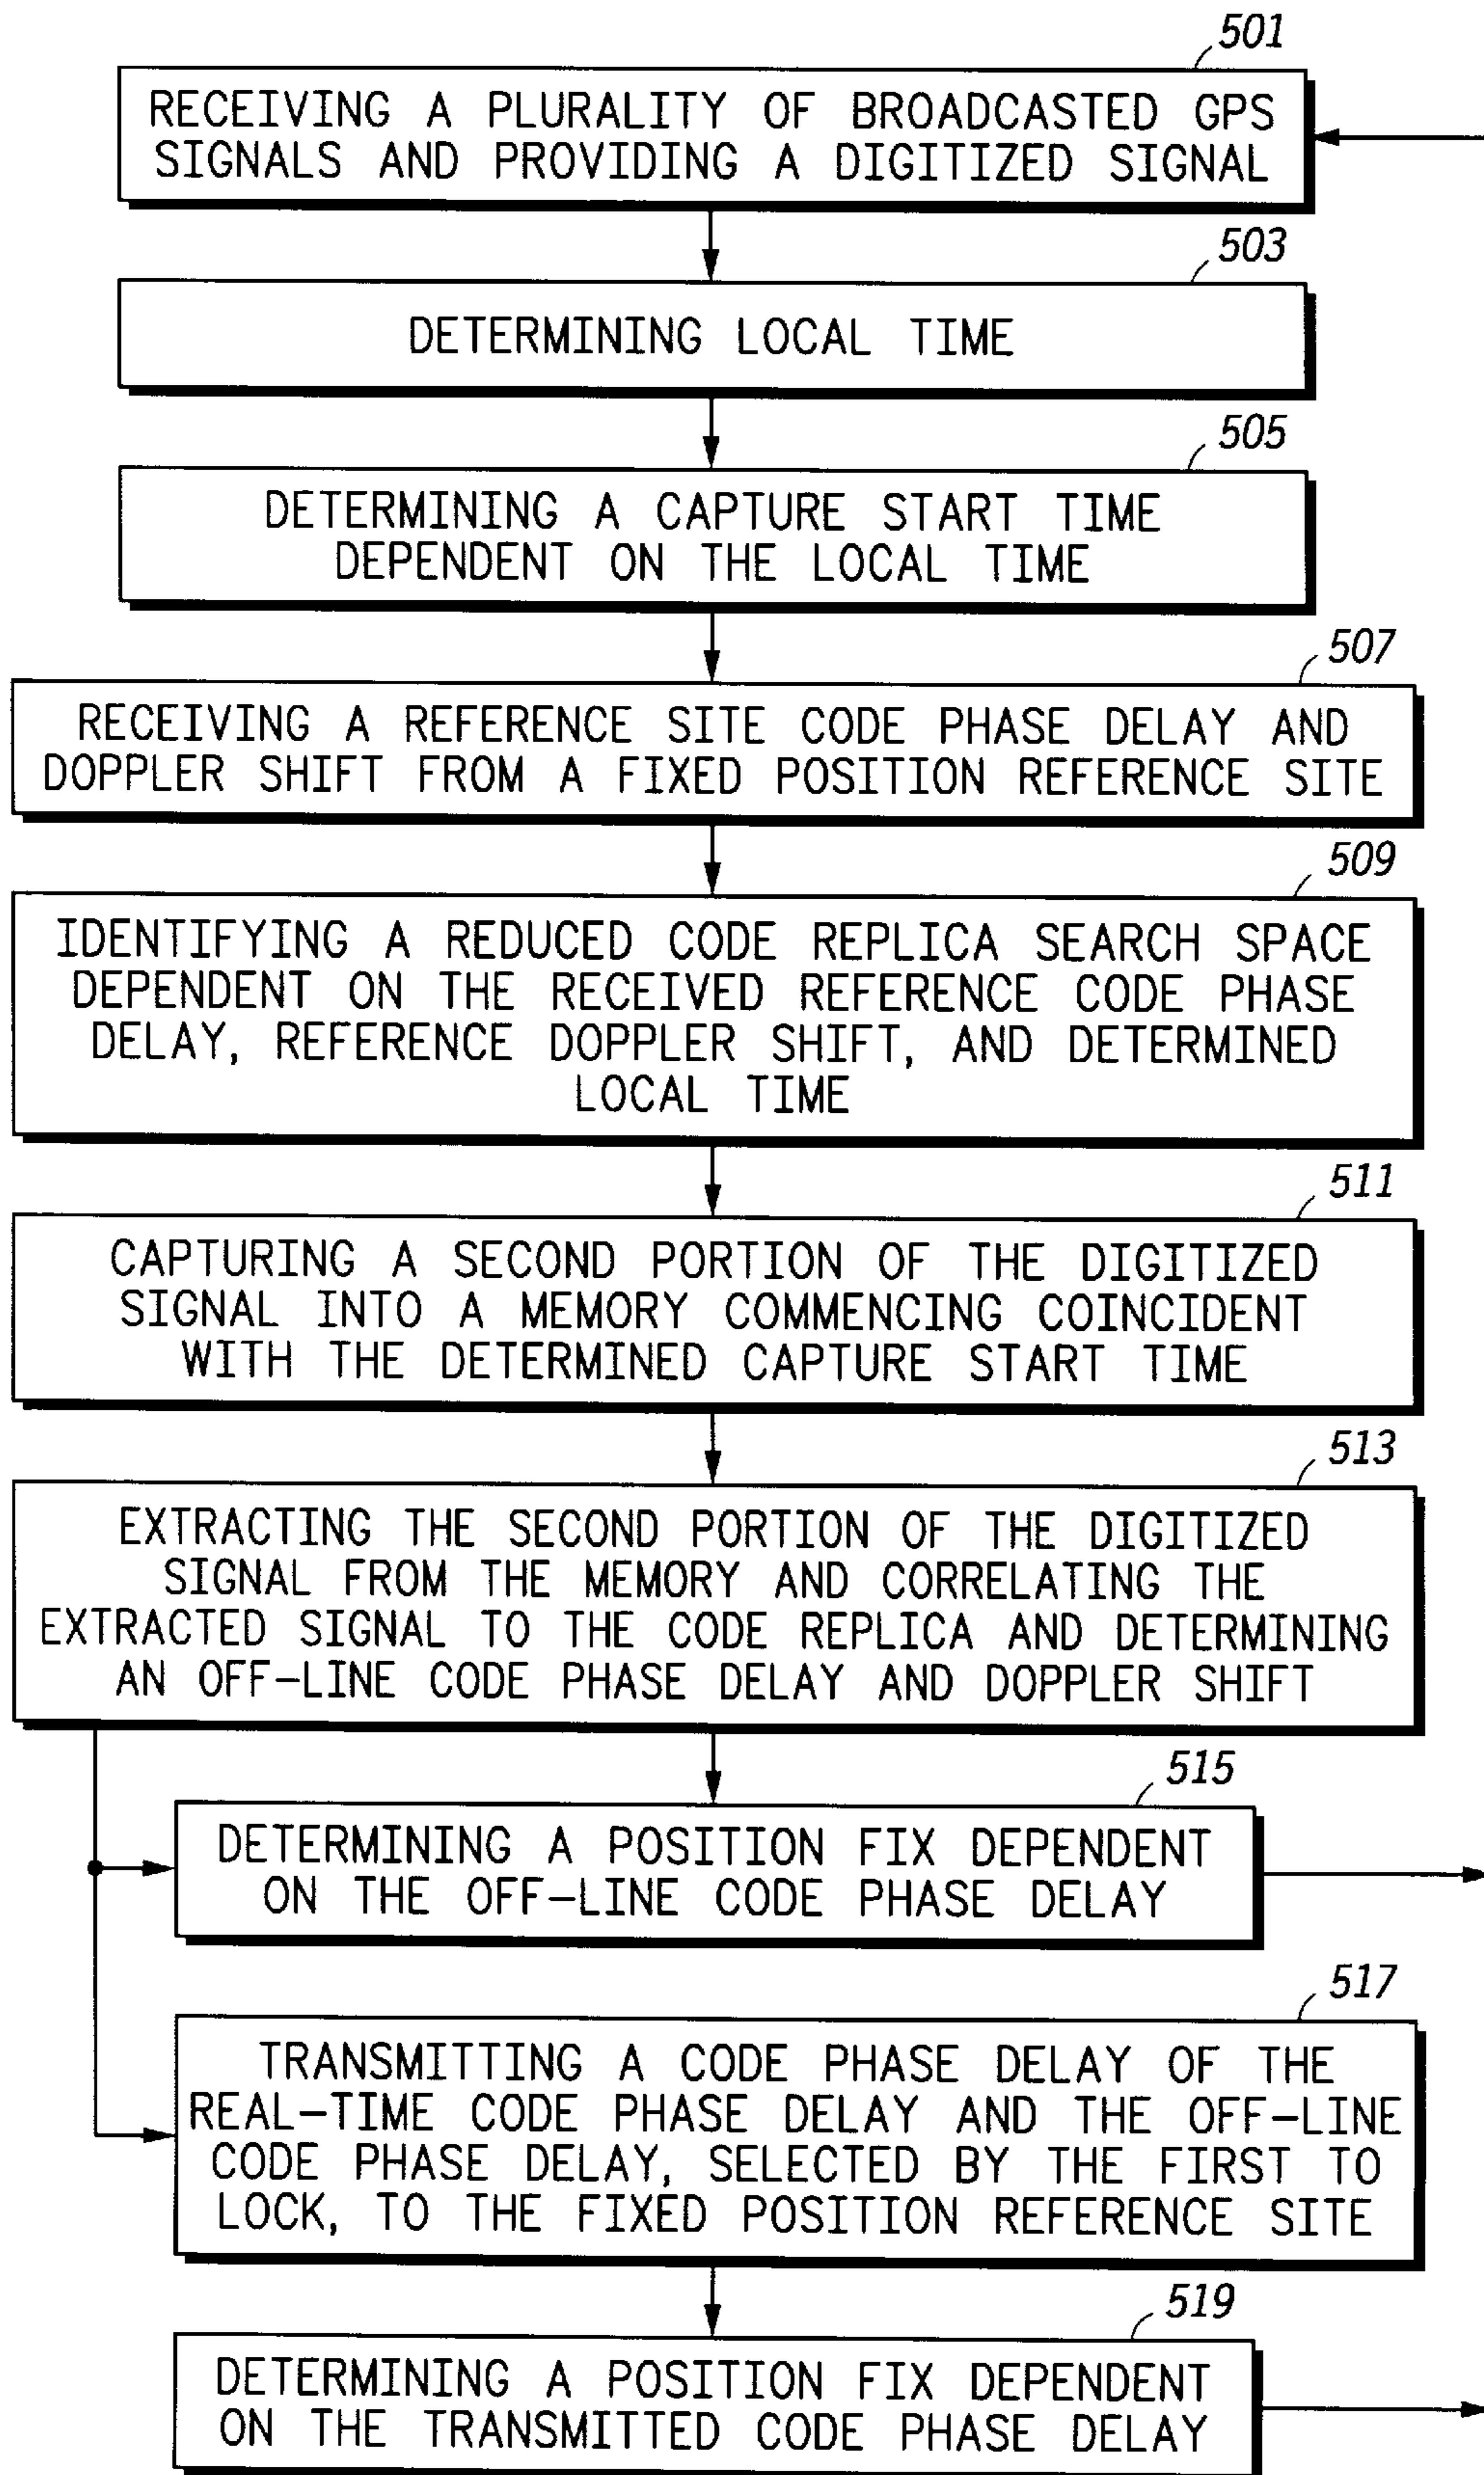 501
RECEIVING A PLURALITY OF BROADCASTED GPS
SIGNALS AND PROVIDING A DIGITIZED SIGNAL
503
DETERMINING LOCAL TIME
505
DETERMINING A CAPTURE START TIME
DEPENDENT ON THE LOCAL TIME
507
RECEIVING A REFERENCE SITE CODE PHASE DELAY AND
DOPPLER SHIFT FROM A FIXED POSITION REFERENCE SITE
509
IDENTIFYING A REDUCED CODE REPLICA SEARCH SPACE
DEPENDENT ON THE RECEIVED REFERENCE CODE PHASE
DELAY, REFERENCE DOPPLER SHIFT, AND DETERMINED
LOCAL TIME
511
CAPTURING A SECOND PORTION OF THE DIGITIZED
SIGNAL INTO A MEMORY COMMENCING COINCIDENT
WITH THE DETERMINED CAPTURE START TIME
513
EXTRACTING THE SECOND PORTION OF THE DIGITIZED
SIGNAL FROM THE MEMORY AND CORRELATING THE
EXTRACTED SIGNAL TO THE CODE REPLICA AND DETERMINING
AN OFF-LINE CODE PHASE DELAY AND DOPPLER SHIFT
515
DETERMINING A POSITION FIX DEPENDENT
ON THE OFF-LINE CODE PHASE DELAY
517
TRANSMITTING A CODE PHASE DELAY OF THE
REAL-TIME CODE PHASE DELAY AND THE OFF-LINE
CODE PHASE DELAY, SELECTED BY THE FIRST TO
LOCK, TO THE FIXED POSITION REFERENCE SITE
519
DETERMINING A POSITION FIX DEPENDENT
ON THE TRANSMITTED CODE PHASE DELAY